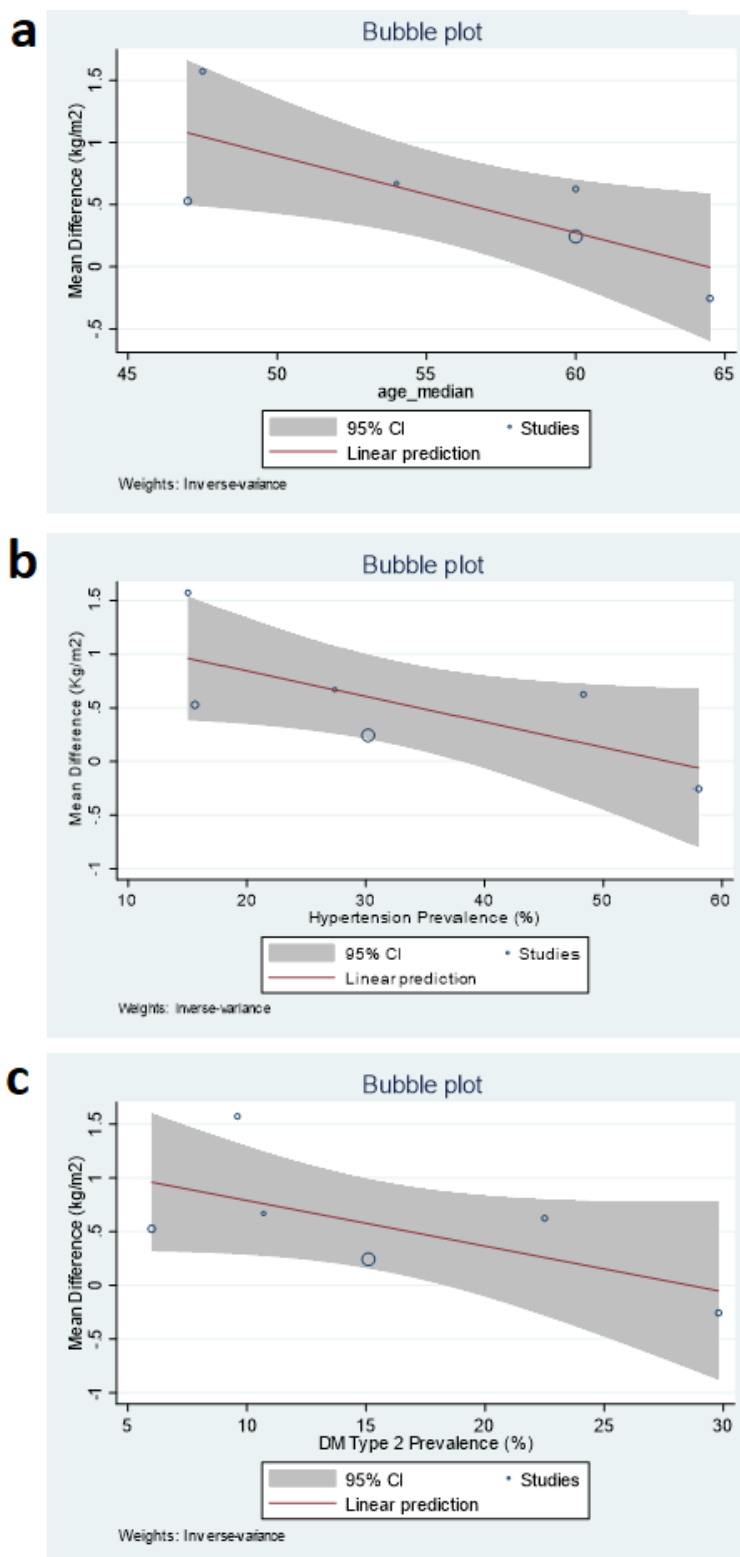 a
Bubble plot
Mean Difference (kg/m2)
1.5
1
.5
0
-.5
45 50 55 60 65
age_median
95% CI Studies
Linear prediction
Weights: Inverse-variance
b
Bubble plot
Mean Difference (Kg/m2)
1.5
1
.5
0
-.5
-1
10 20 30 40 50 60
Hypertension Prevalence (%)
95% CI Studies
Linear prediction
Weights: Inverse-variance
c
Bubble plot
Mean Difference (kg/m2)
1.5
1
.5
0
-.5
-1
5 10 15 20 25 30
DM Type 2 Prevalence (%)
95% CI Studies
Linear prediction
Weights: Inverse-variance